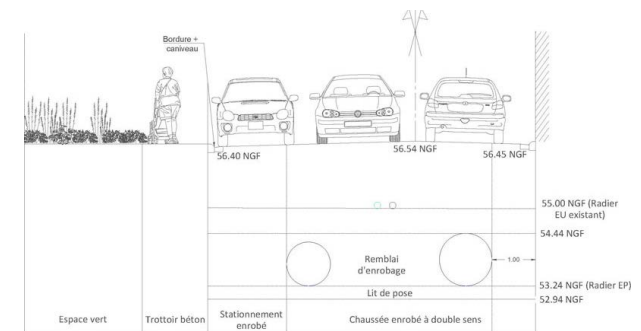 Bordure +
caniveau
56.40 NGF
56.54 NGF
56.45 NGF
55.00 NGF (Radier
EU existant)
54.44 NGF
Remblai
d'enrobage
1.00
53.24 NGF (Radier EP)
Lit de pose
52.94 NGF
Espace vert
Trottoir béton
Stationnement
enrobé
Chaussée enrobé à double sens